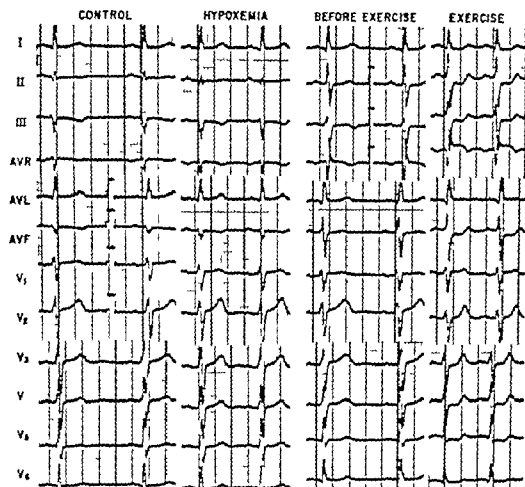 CONTROL HYPOXEMIA BEFORE EXERCISE EXERCISE
I
II
III
AVR
AVL
AVF
V₁
V₂
V₃
V
V₅
V₆